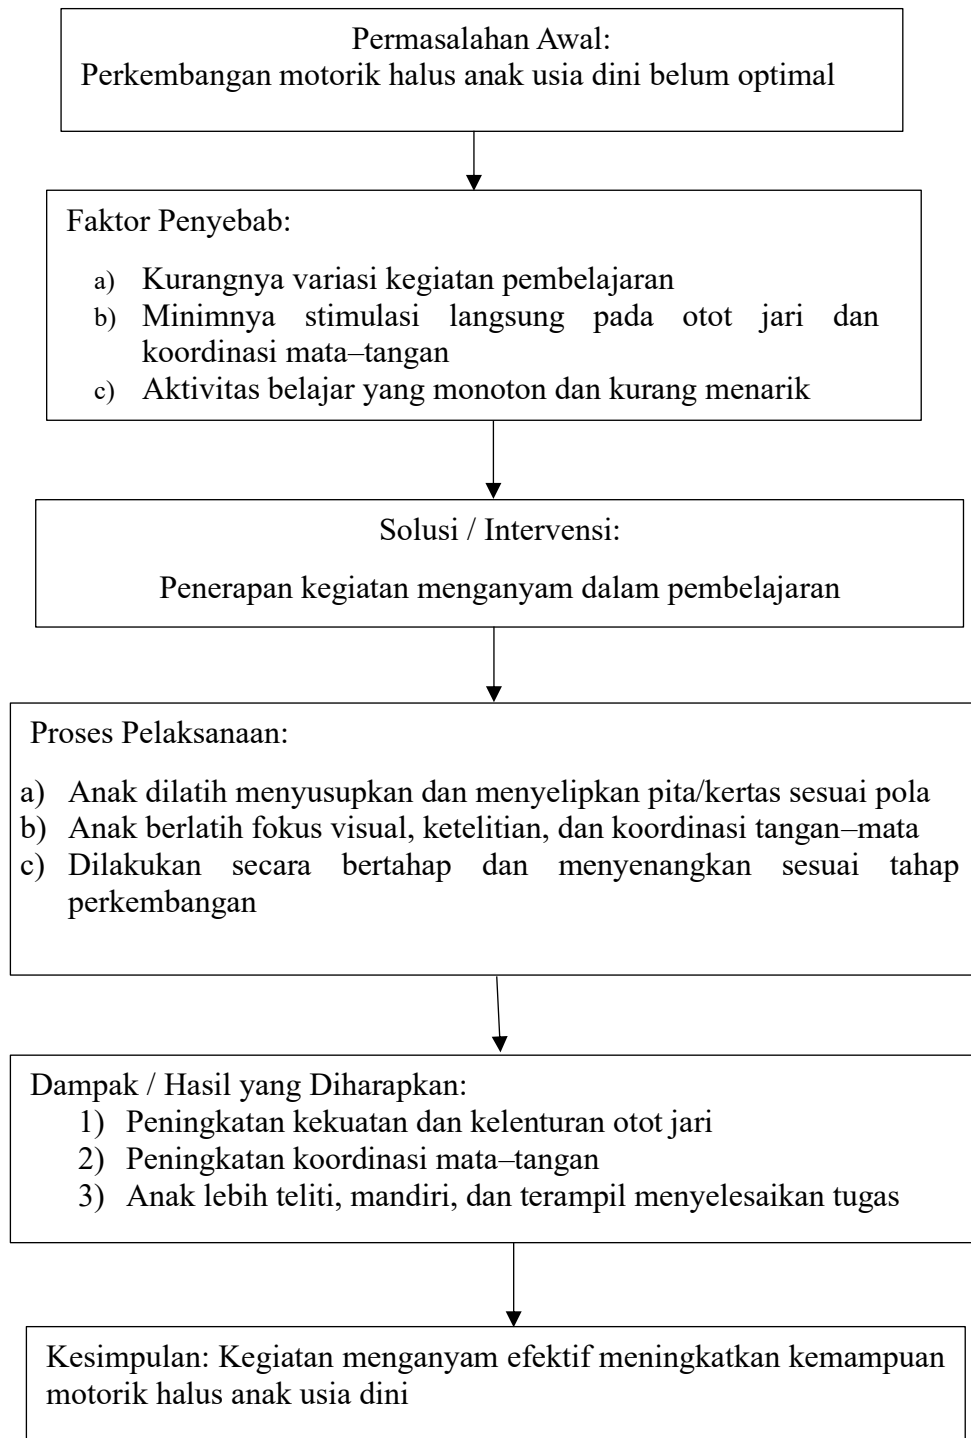 Permasalahan Awal:
Perkembangan motorik halus anak usia dini belum optimal
Faktor Penyebab:
a) Kurangnya variasi kegiatan pembelajaran
b) Minimnya stimulasi langsung pada otot jari dan
koordinasi mata–tangan
c) Aktivitas belajar yang monoton dan kurang menarik
Solusi / Intervensi:
Penerapan kegiatan menganyam dalam pembelajaran
Proses Pelaksanaan:
a) Anak dilatih menyusupkan dan menyelipkan pita/kertas sesuai pola
b) Anak berlatih fokus visual, ketelitian, dan koordinasi tangan–mata
c) Dilakukan secara bertahap dan menyenangkan sesuai tahap
perkembangan
Dampak / Hasil yang Diharapkan:
1) Peningkatan kekuatan dan kelenturan otot jari
2) Peningkatan koordinasi mata–tangan
3) Anak lebih teliti, mandiri, dan terampil menyelesaikan tugas
Kesimpulan: Kegiatan menganyam efektif meningkatkan kemampuan
motorik halus anak usia dini